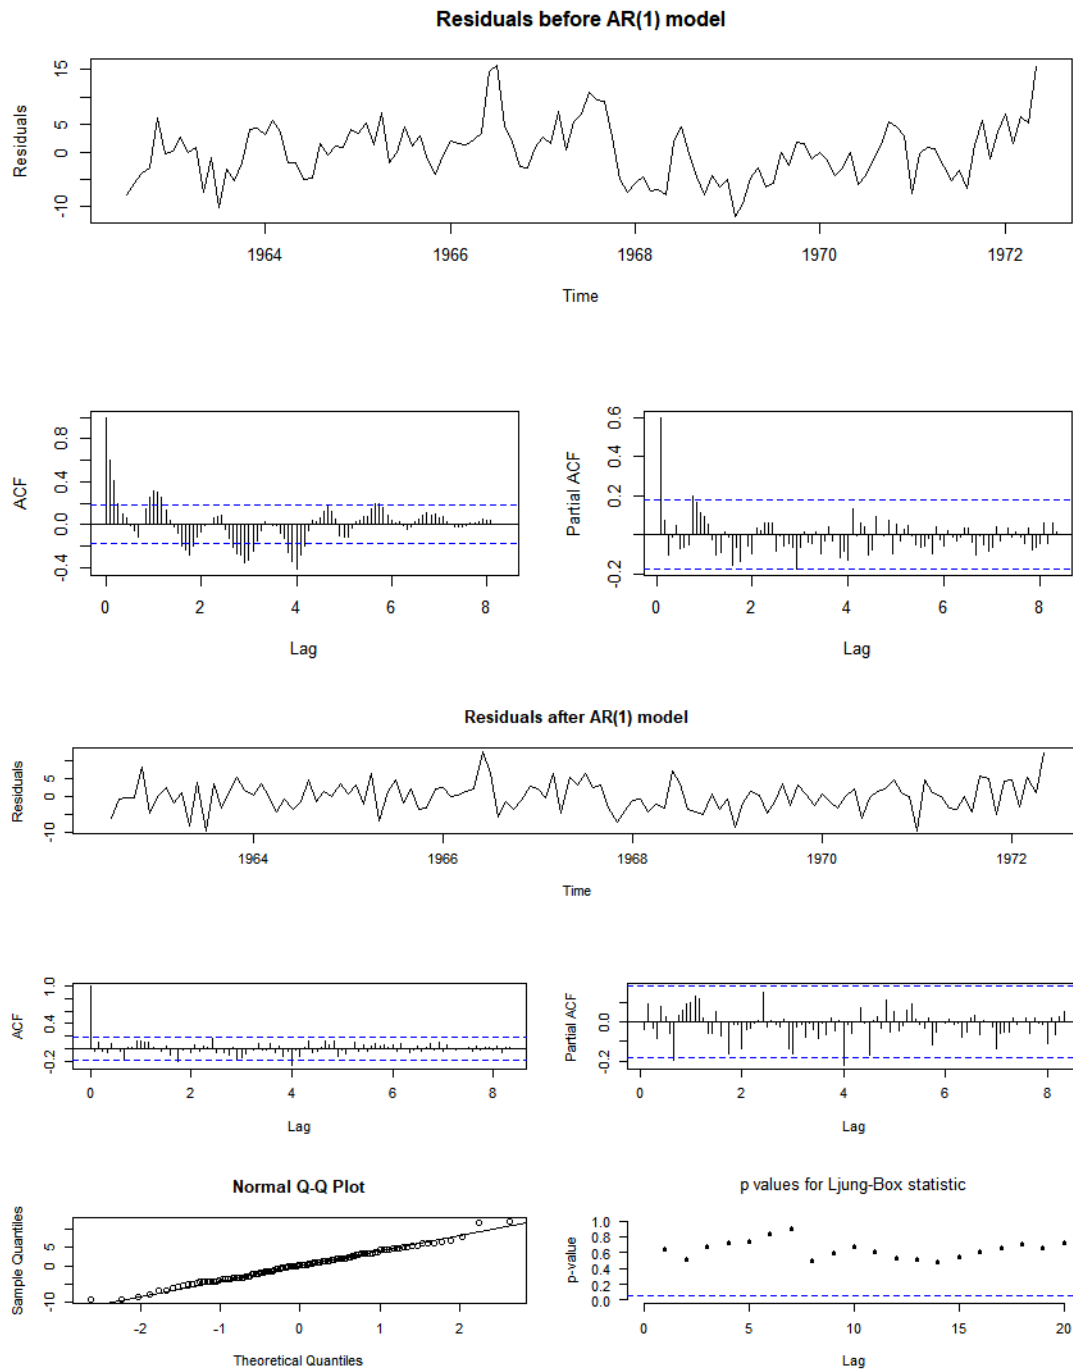 Residuals before AR(1) model
Residuals
15
5
0
-10
1964 1966 1968 1970 1972
Time
ACF
0.8
0.4
0.0
-0.4
0 2 4 6 8
Lag
Partial ACF
0.6
0.4
0.2
-0.2
0 2 4 6 8
Lag
Residuals after AR(1) model
Residuals
5
0
-10
1964 1966 1968 1970 1972
Time
ACF
1.0
0.4
-0.2
0 2 4 6 8
Lag
Partial ACF
0.0
-0.2
0 2 4 6 8
Lag
Normal Q-Q Plot
Sample Quantiles
5
0
-10
-2 -1 0 1 2
Theoretical Quantiles
p values for Ljung-Box statistic
p-value
1.0
0.8
0.6
0.4
0.2
0.0
0 5 10 15 20
Lag